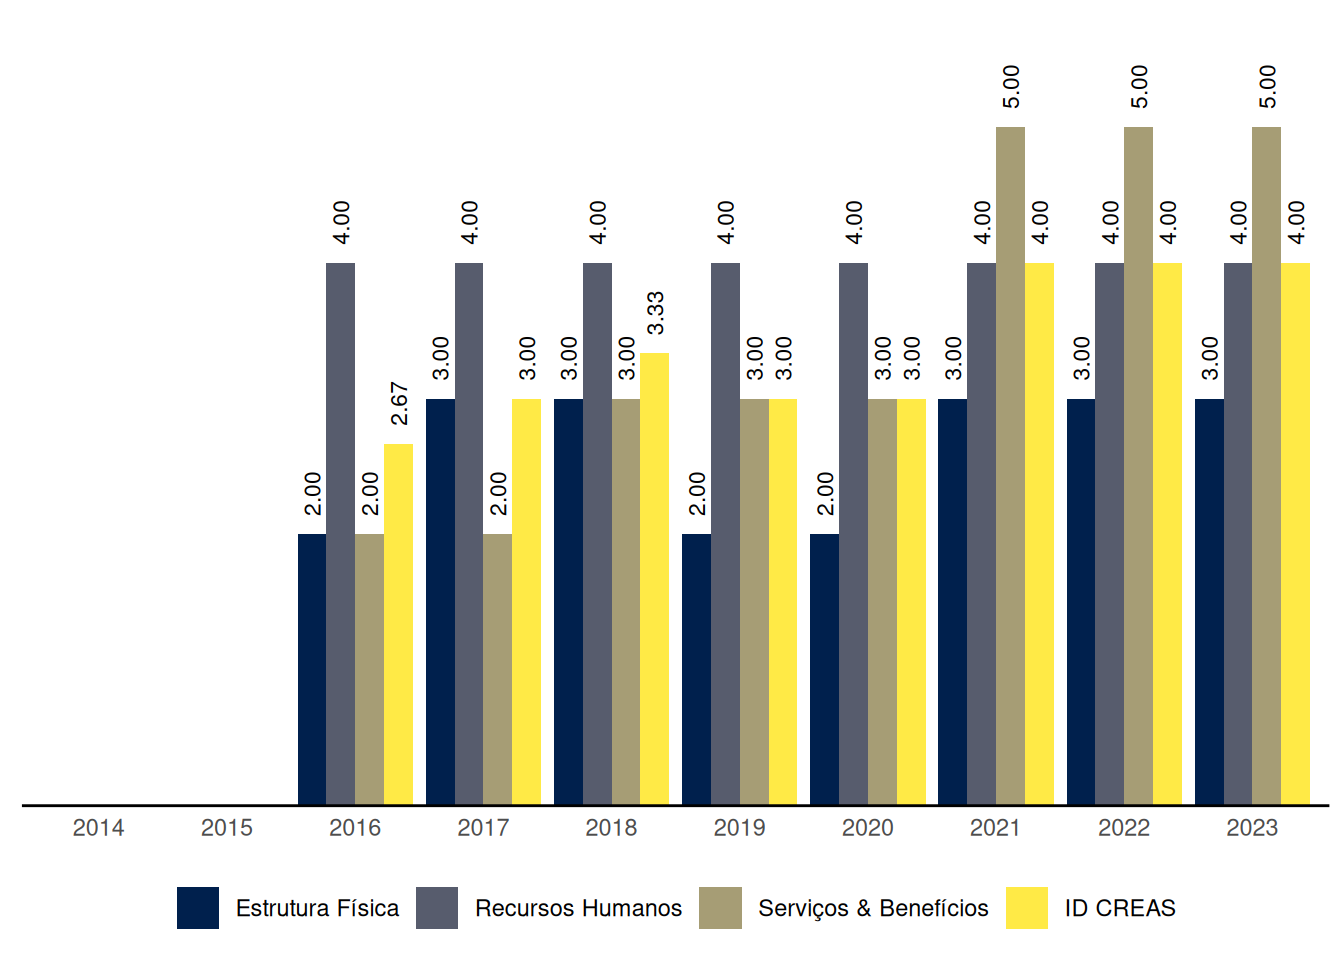 5.00 5.00 5.00
4.00 4.00 4.00 4.00 4.00 4.00 4.00 4.00 4.00 4.00 4.00
3.33
3.00 3.00 3.00 3.00 3.00 3.00 3.00 3.00 3.00 3.00 3.00
2.67
2.00 2.00 2.00 2.00 2.00
2014 2015 2016 2017 2018 2019 2020 2021 2022 2023
Estrutura Física Recursos Humanos Serviços & Benefícios ID CREAS